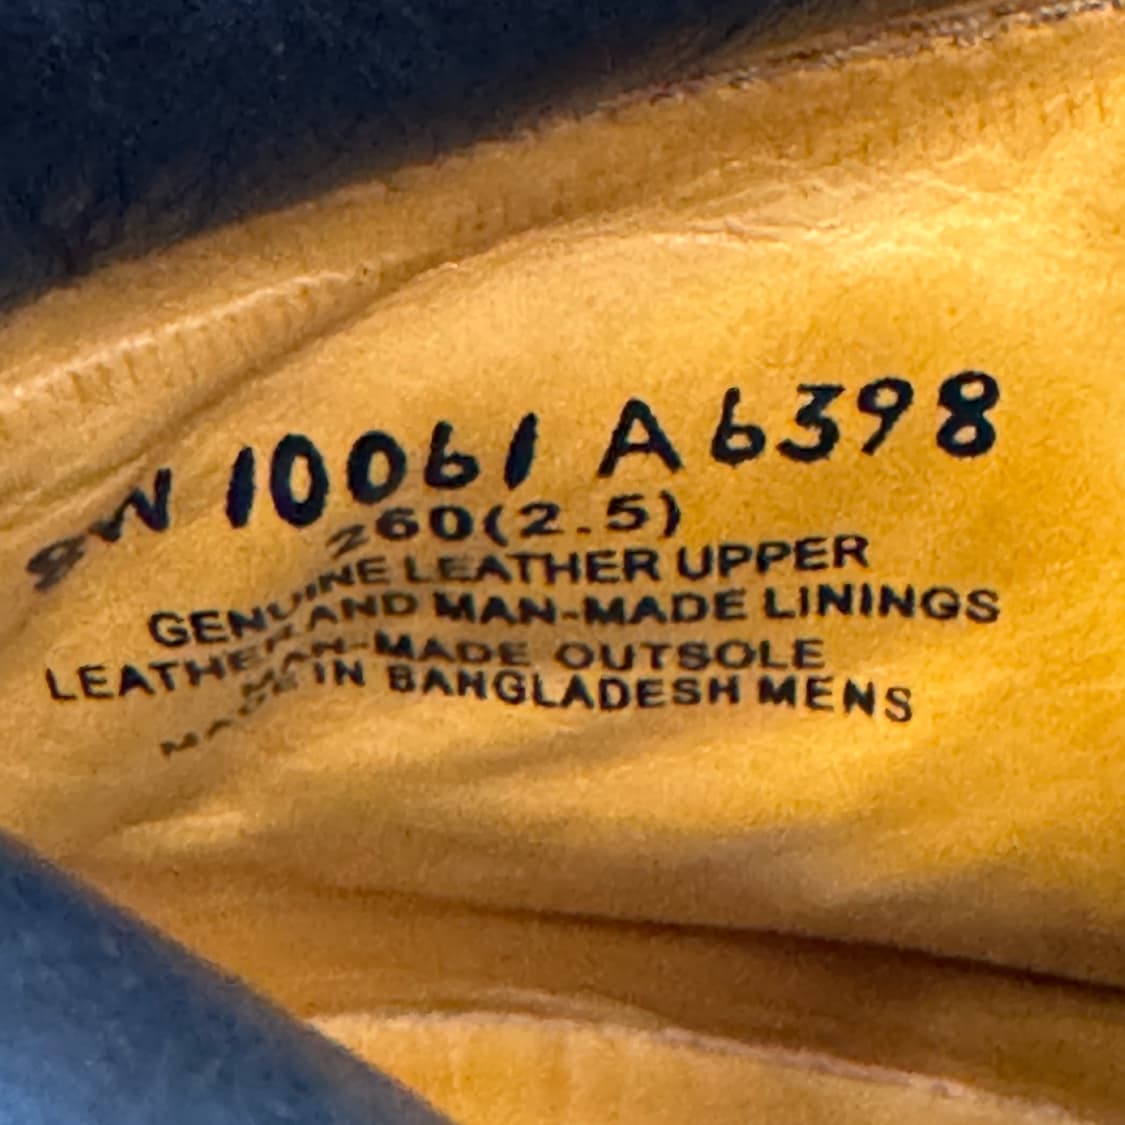 8W 10061 A6398
260(2.5)
GENUINE LEATHER UPPER
LEATHER AND MAN-MADE LININGS
MAN-MADE OUTSOLE
MADE IN BANGLADESH MENS